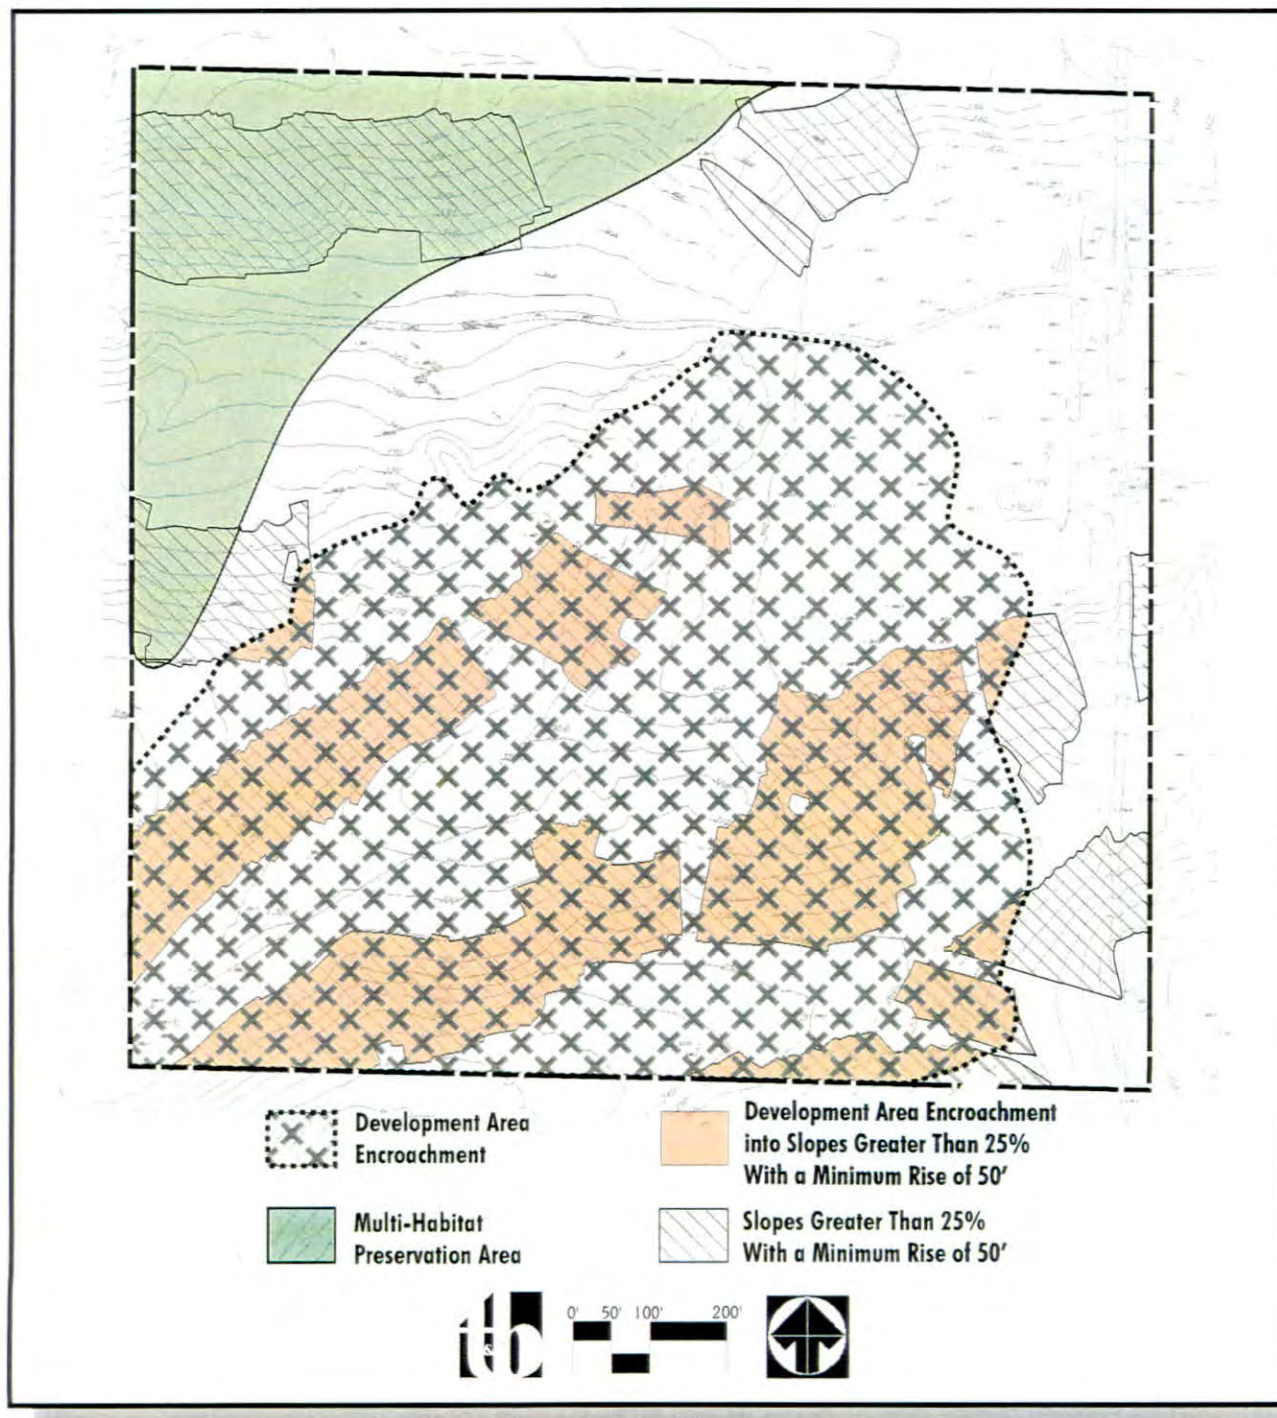 Development Area
Encroachment
Development Area Encroachment
into Slopes Greater Than 25%
With a Minimum Rise of 50'
Multi-Habitat
Preservation Area
Slopes Greater Than 25%
With a Minimum Rise of 50'
t&b
0' 50' 100' 200'